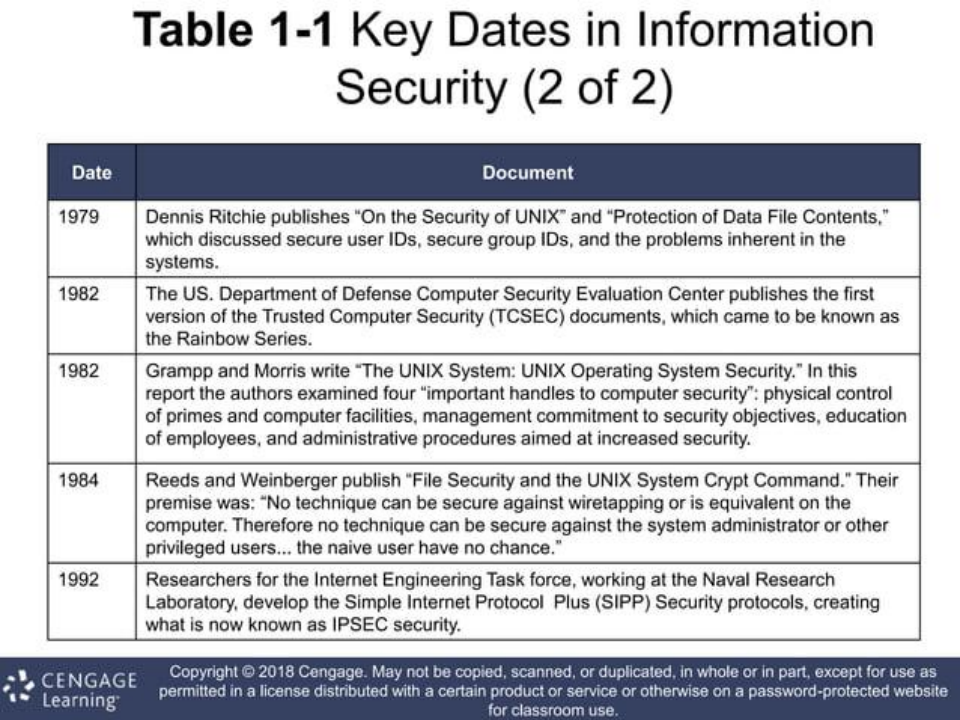 Table 1-1 Key Dates in Information
Security (2 of 2)
Date
Document
1979
Dennis Ritchie publishes “On the Security of UNIX” and “Protection of Data File Contents,”
which discussed secure user IDs, secure group IDs, and the problems inherent in the
systems.
1982
The US. Department of Defense Computer Security Evaluation Center publishes the first
version of the Trusted Computer Security (TCSEC) documents, which came to be known as
the Rainbow Series.
1982
Grampp and Morris write “The UNIX System: UNIX Operating System Security.” In this
report the authors examined four “important handles to computer security”: physical control
of primes and computer facilities, management commitment to security objectives, education
of employees, and administrative procedures aimed at increased security.
1984
Reeds and Weinberger publish “File Security and the UNIX System Crypt Command.” Their
premise was: “No technique can be secure against wiretapping or is equivalent on the
computer. Therefore no technique can be secure against the system administrator or other
privileged users... the naive user have no chance.”
1992
Researchers for the Internet Engineering Task force, working at the Naval Research
Laboratory, develop the Simple Internet Protocol Plus (SIPP) Security protocols, creating
what is now known as IPSEC security.
CENGAGE
Learning
Copyright © 2018 Cengage. May not be copied, scanned, or duplicated, in whole or in part, except for use as
permitted in a license distributed with a certain product or service or otherwise on a password-protected website
for classroom use.